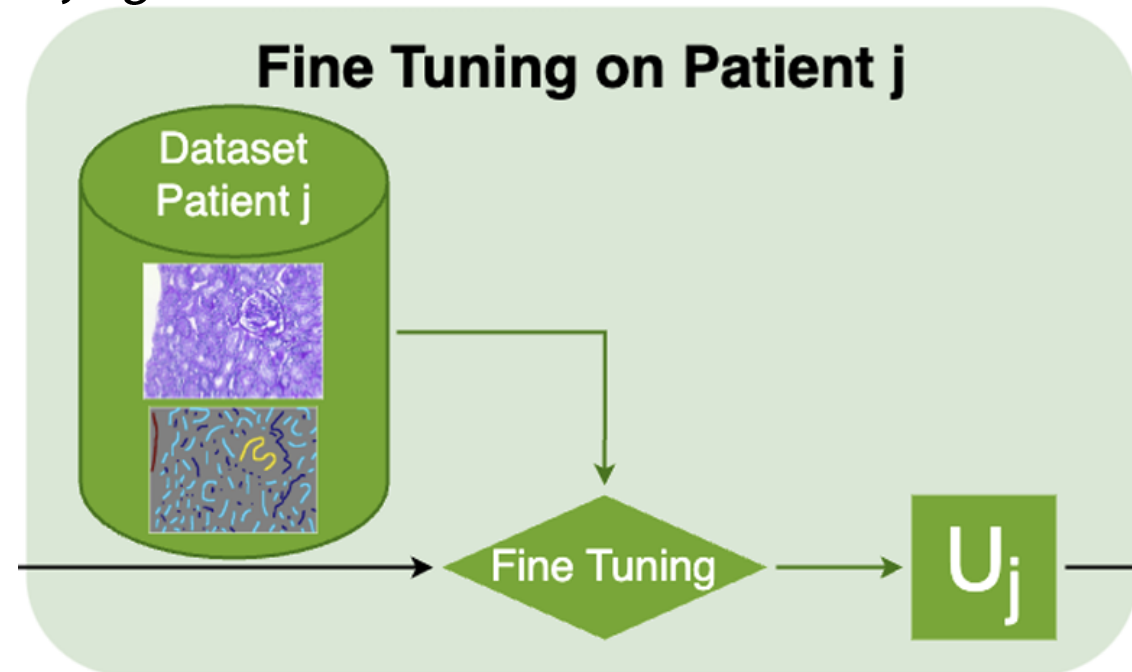 Fine Tuning on Patient j
Dataset
Patient j
Fine Tuning
Uj